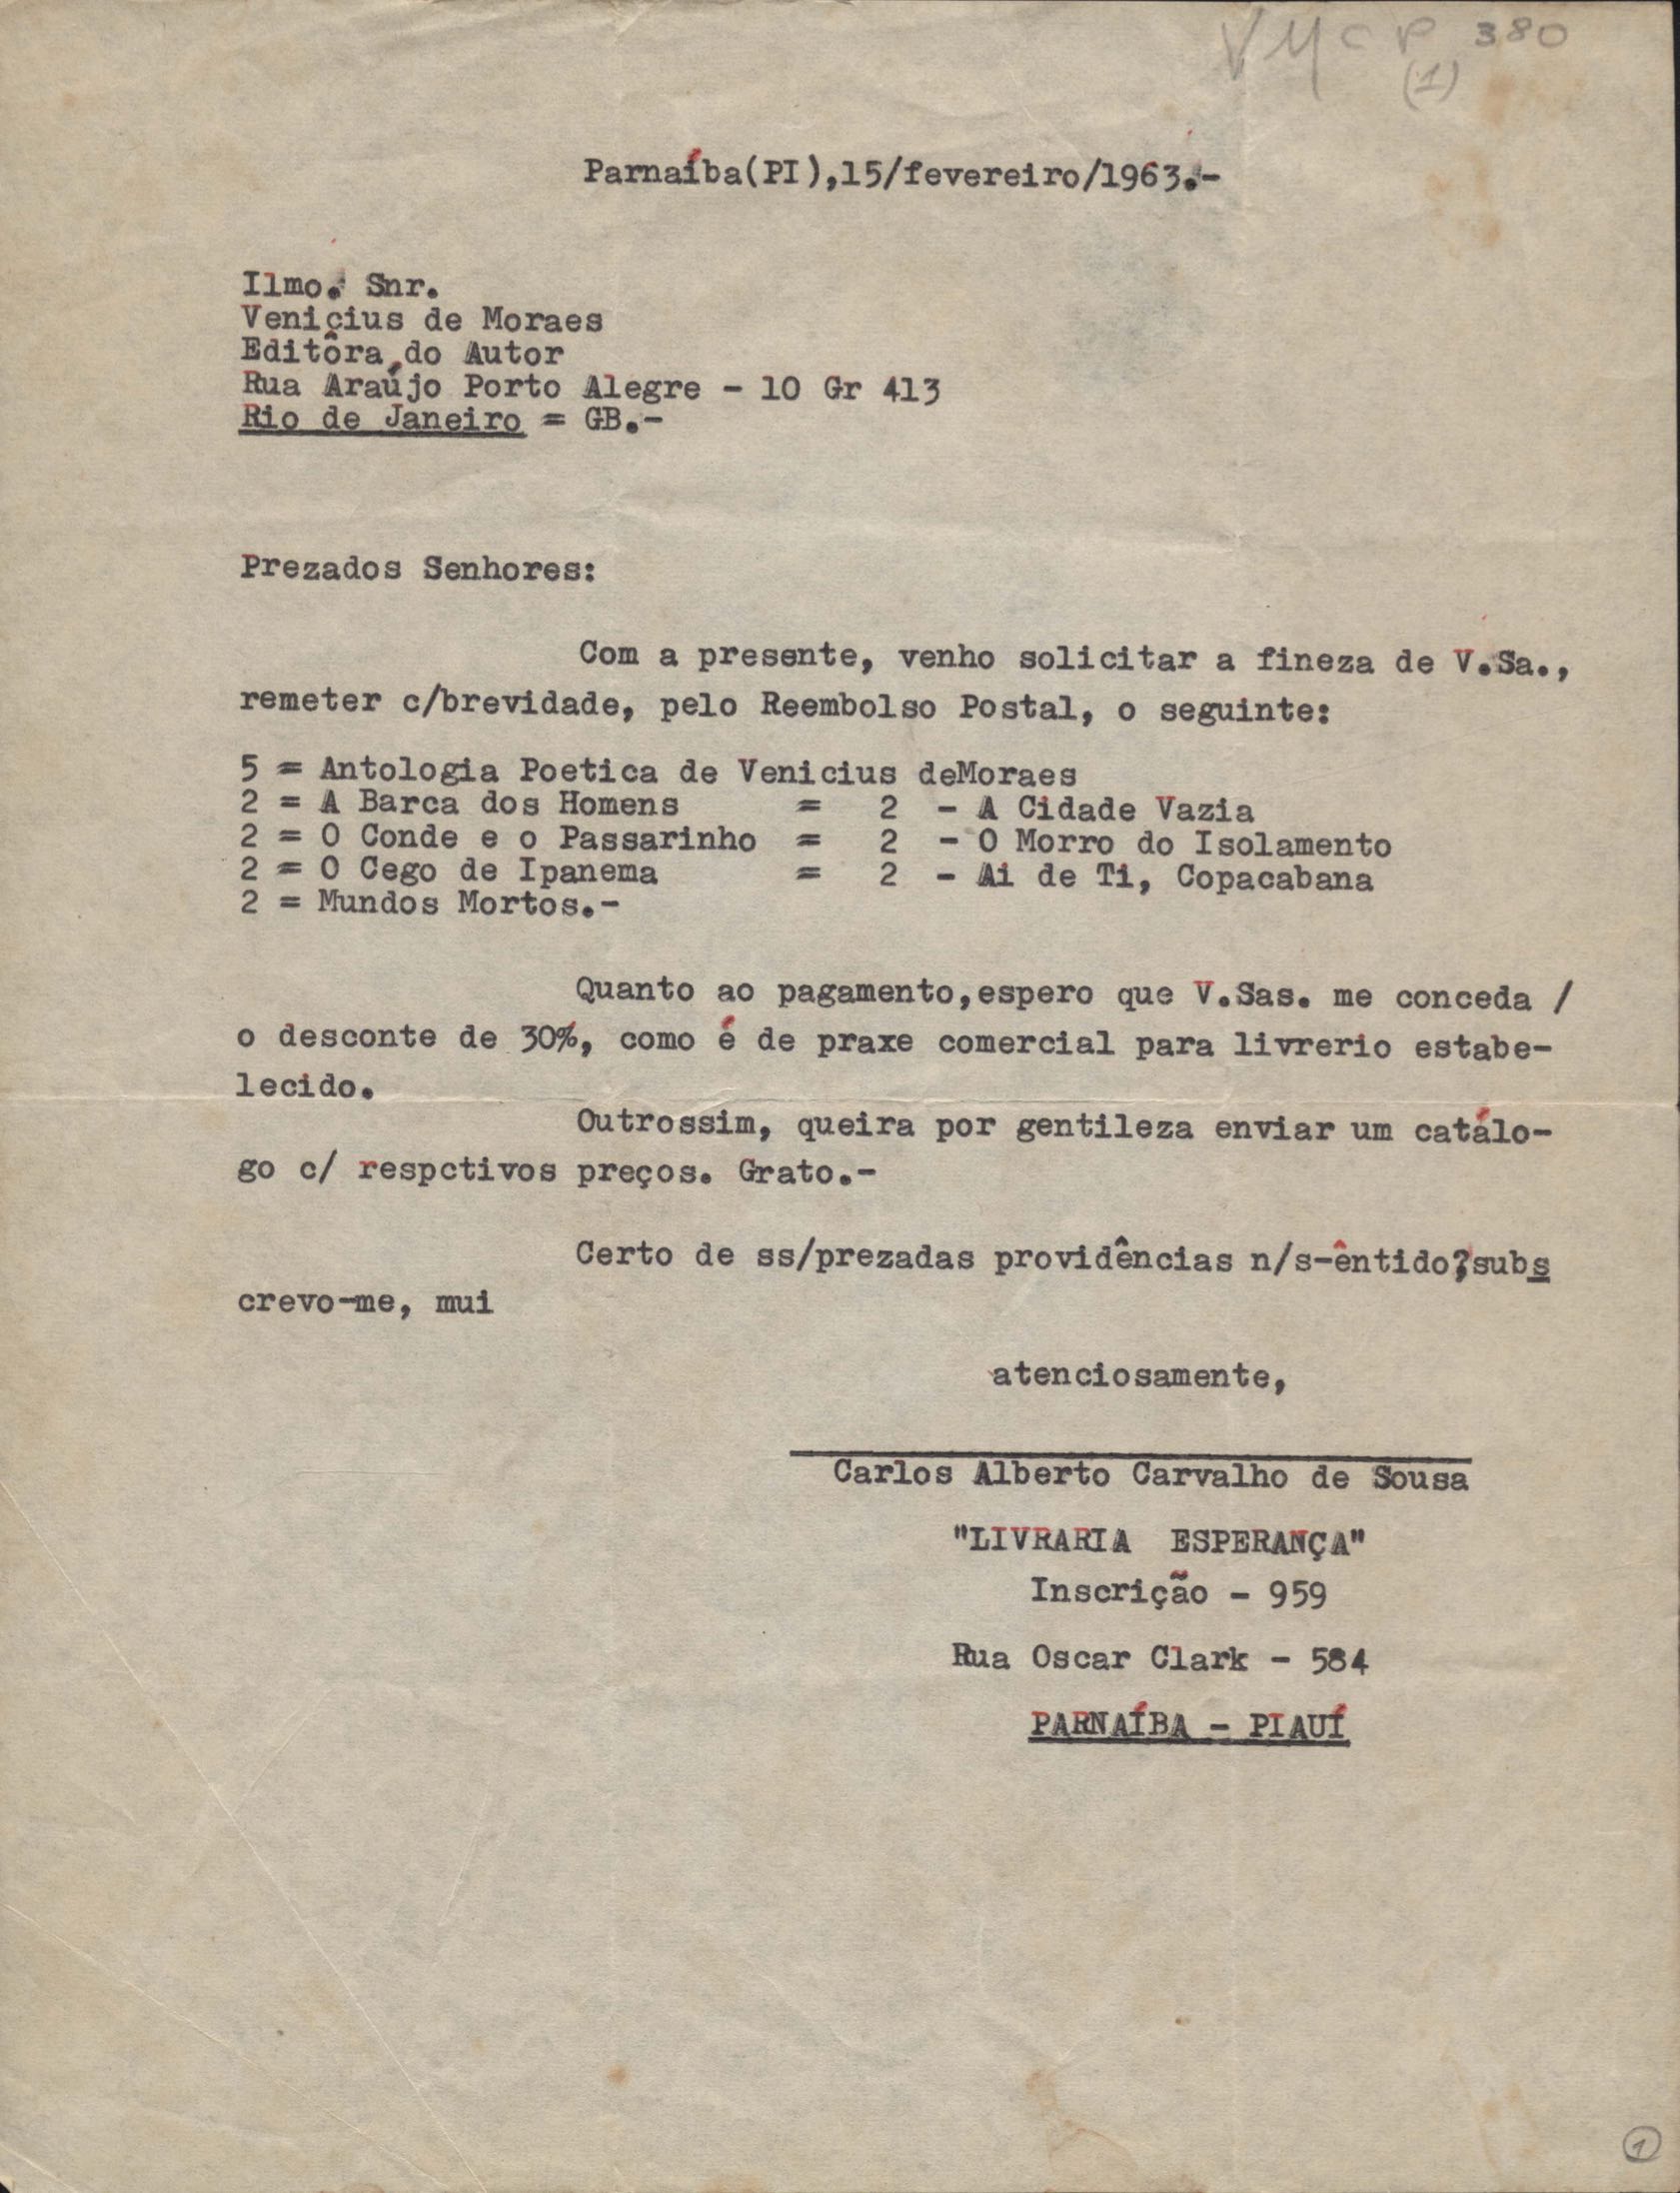 VMCP 380
(1)
Parnaíba(PI),15/fevereiro/1963.-
Ilmo. Snr.
Venicius de Moraes
Editôra do Autor
Rua Araújo Porto Alegre - 10 Gr 413
Rio de Janeiro = GB.-
Prezados Senhores:
Com a presente, venho solicitar a fineza de V.Sa.,
remeter c/brevidade, pelo Reembolso Postal, o seguinte:
5 = Antologia Poetica de Venicius deMoraes
2 = A Barca dos Homens = 2 - A Cidade Vazia
2 = O Conde e o Passarinho = 2 - O Morro do Isolamento
2 = O Cego de Ipanema = 2 - Ai de Ti, Copacabana
2 = Mundos Mortos.-
Quanto ao pagamento,espero que V.Sas. me conceda /
o desconte de 30%, como é de praxe comercial para livrerio estabe-
lecido.
Outrossim, queira por gentileza enviar um catálo-
go c/ respctivos preços. Grato.-
Certo de ss/prezadas providências n/s-êntido?subs
crevo-me, mui
atenciosamente,
Carlos Alberto Carvalho de Sousa
"LIVRARIA ESPERANÇA"
Inscrição - 959
Rua Oscar Clark - 584
PARNAÍBA - PIAUÍ
1